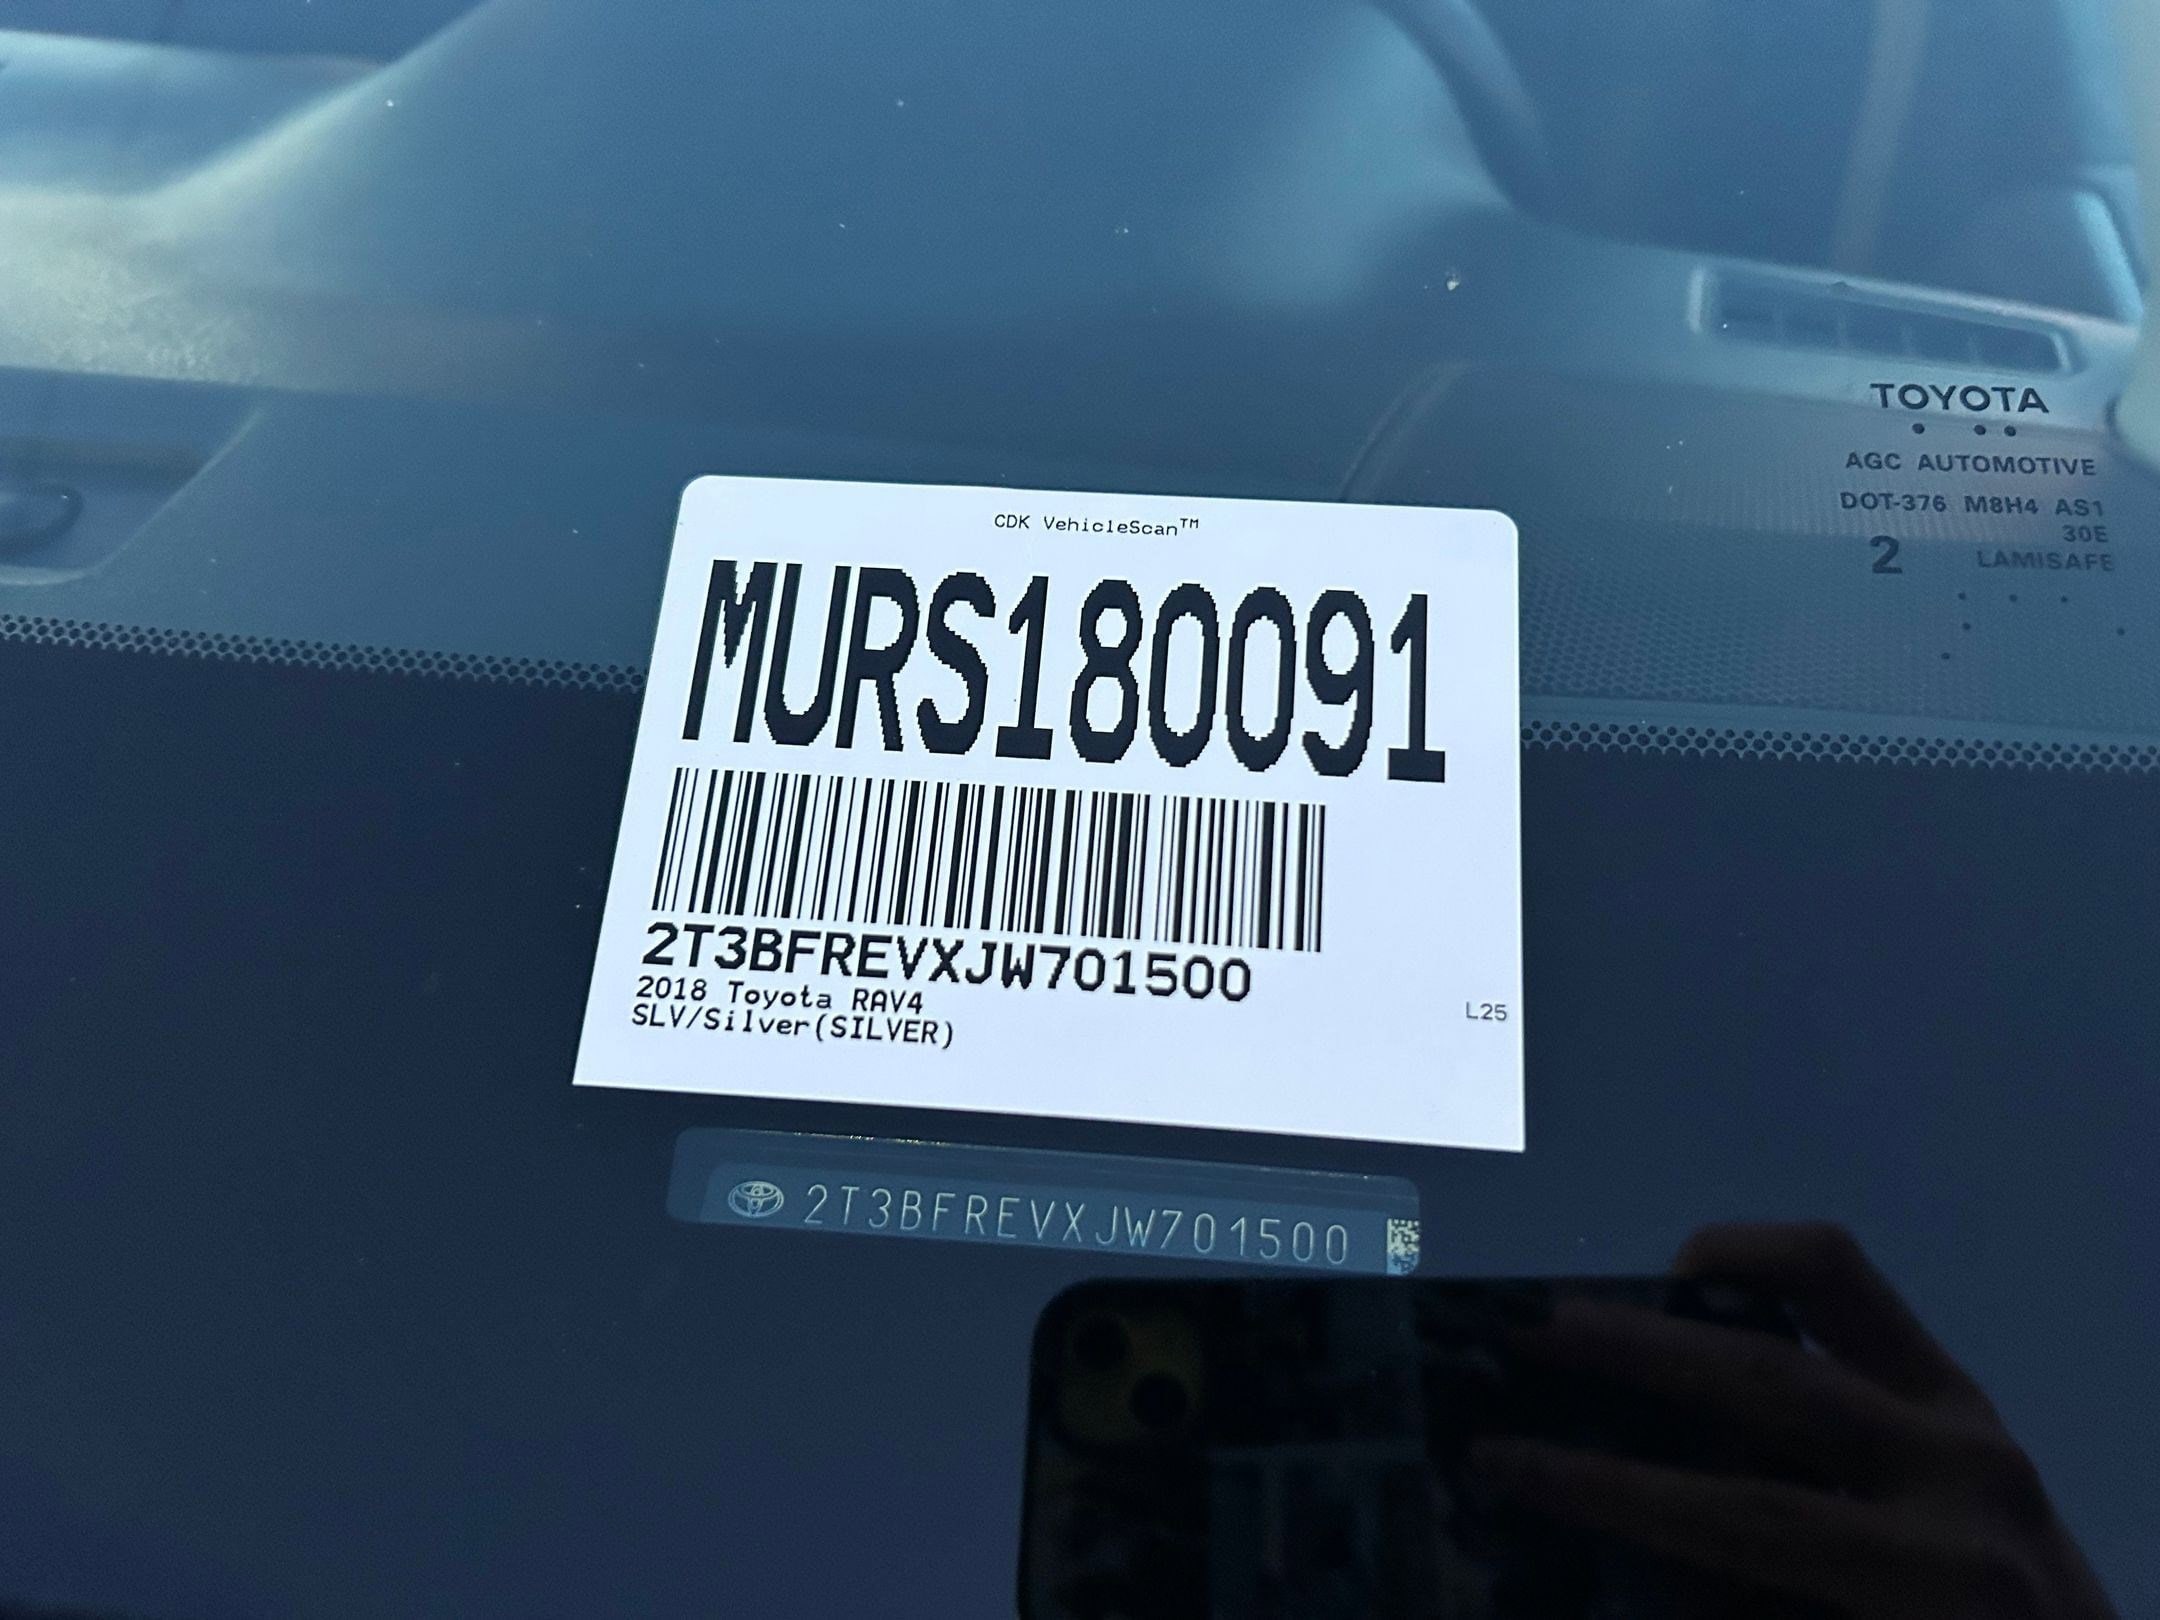 TOYOTA
AGC AUTOMOTIVE
DOT-376 M8H4 AS1
30E
2 LAMISAFE
CDK VehicleScan™
MURS180091
2T3BFREVXJW701500
2018 Toyota RAV4
SLV/Silver(SILVER)
L25
2T3BFREVXJW701500